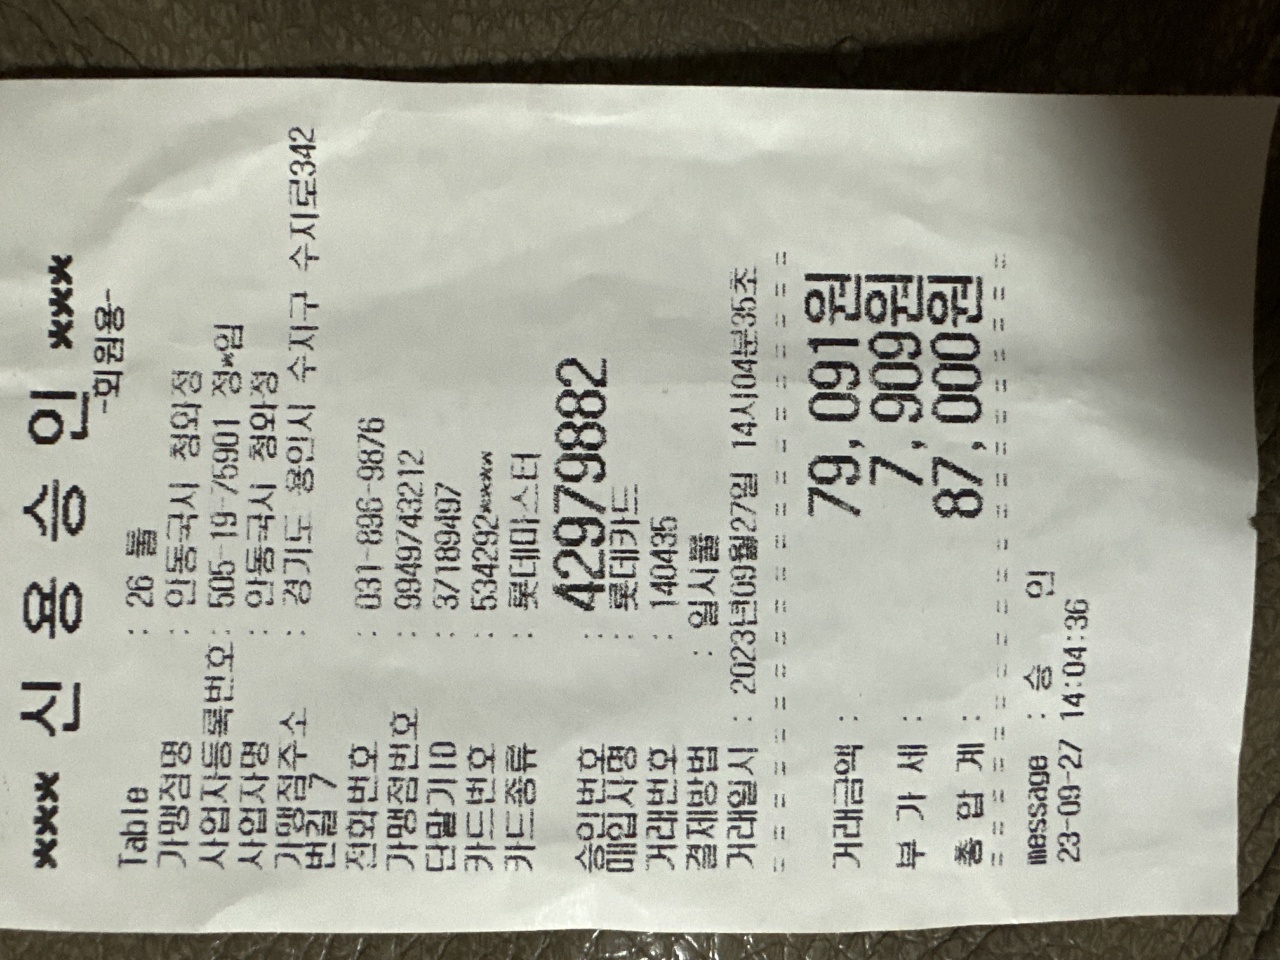 *** 신 용 승 인 ***
-회원용-
Table : 26 홀
가맹점명 : 안동국시 청와정
사업자등록번호 : 505-19-75901 정*임
사업자명 : 안동국시 청와정
가맹점주소 : 경기도 용인시 수지구 수지로342
번길 7
전화번호 : 031-896-9876
가맹점번호 : 9949743212
단말기ID : 37189497
카드번호 : 534292****
카드종류 : 롯데마스터
승인번호 : 42979882
매입사명 : 롯데카드
거래번호 : 140435
결제방법 : 일시불
거래일시 : 2023년09월27일 14시04분35초
거래금액 : 79,091원
부 가 세 : 7,909원
총 합 계 : 87,000원
message : 승 인
23-09-27 14:04:36